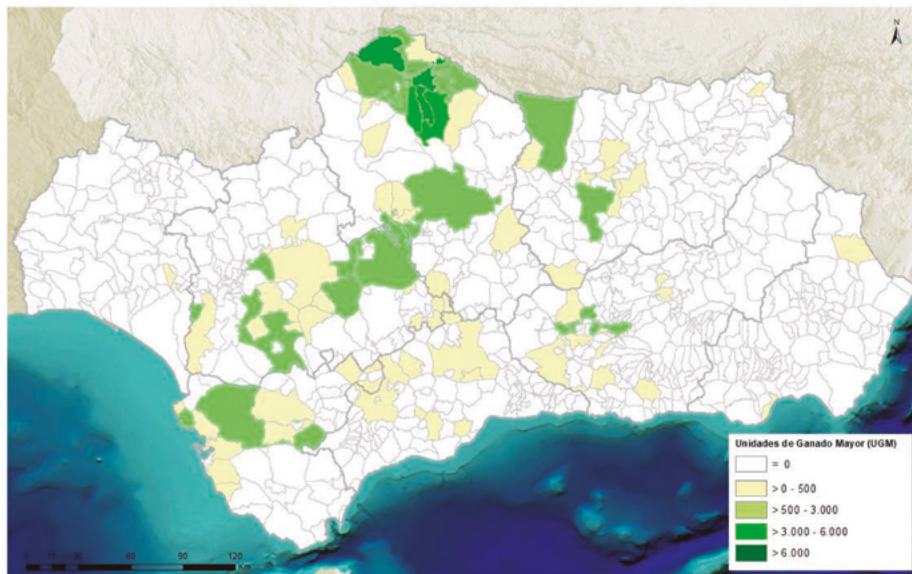 N
Unidades de Ganado Mayor (UGM)
= 0
> 0 - 500
> 500 - 3.000
> 3.000 - 6.000
> 6.000
0 15 30 60 90 120
Km